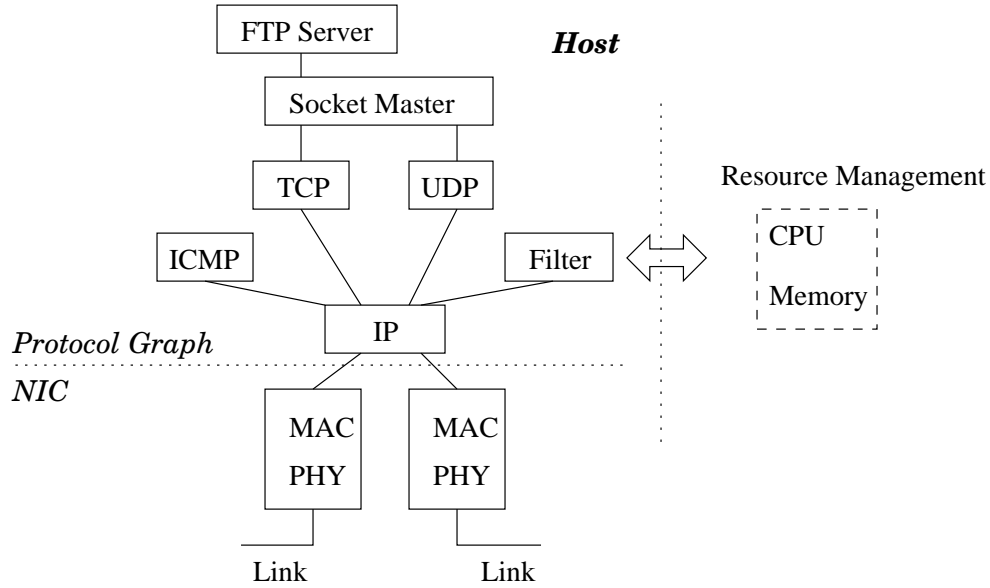 FTP Server
Host
Socket Master
TCP
UDP
Resource Management
CPU
ICMP
Filter
Memory
IP
Protocol Graph
NIC
MAC
PHY
MAC
PHY
Link
Link